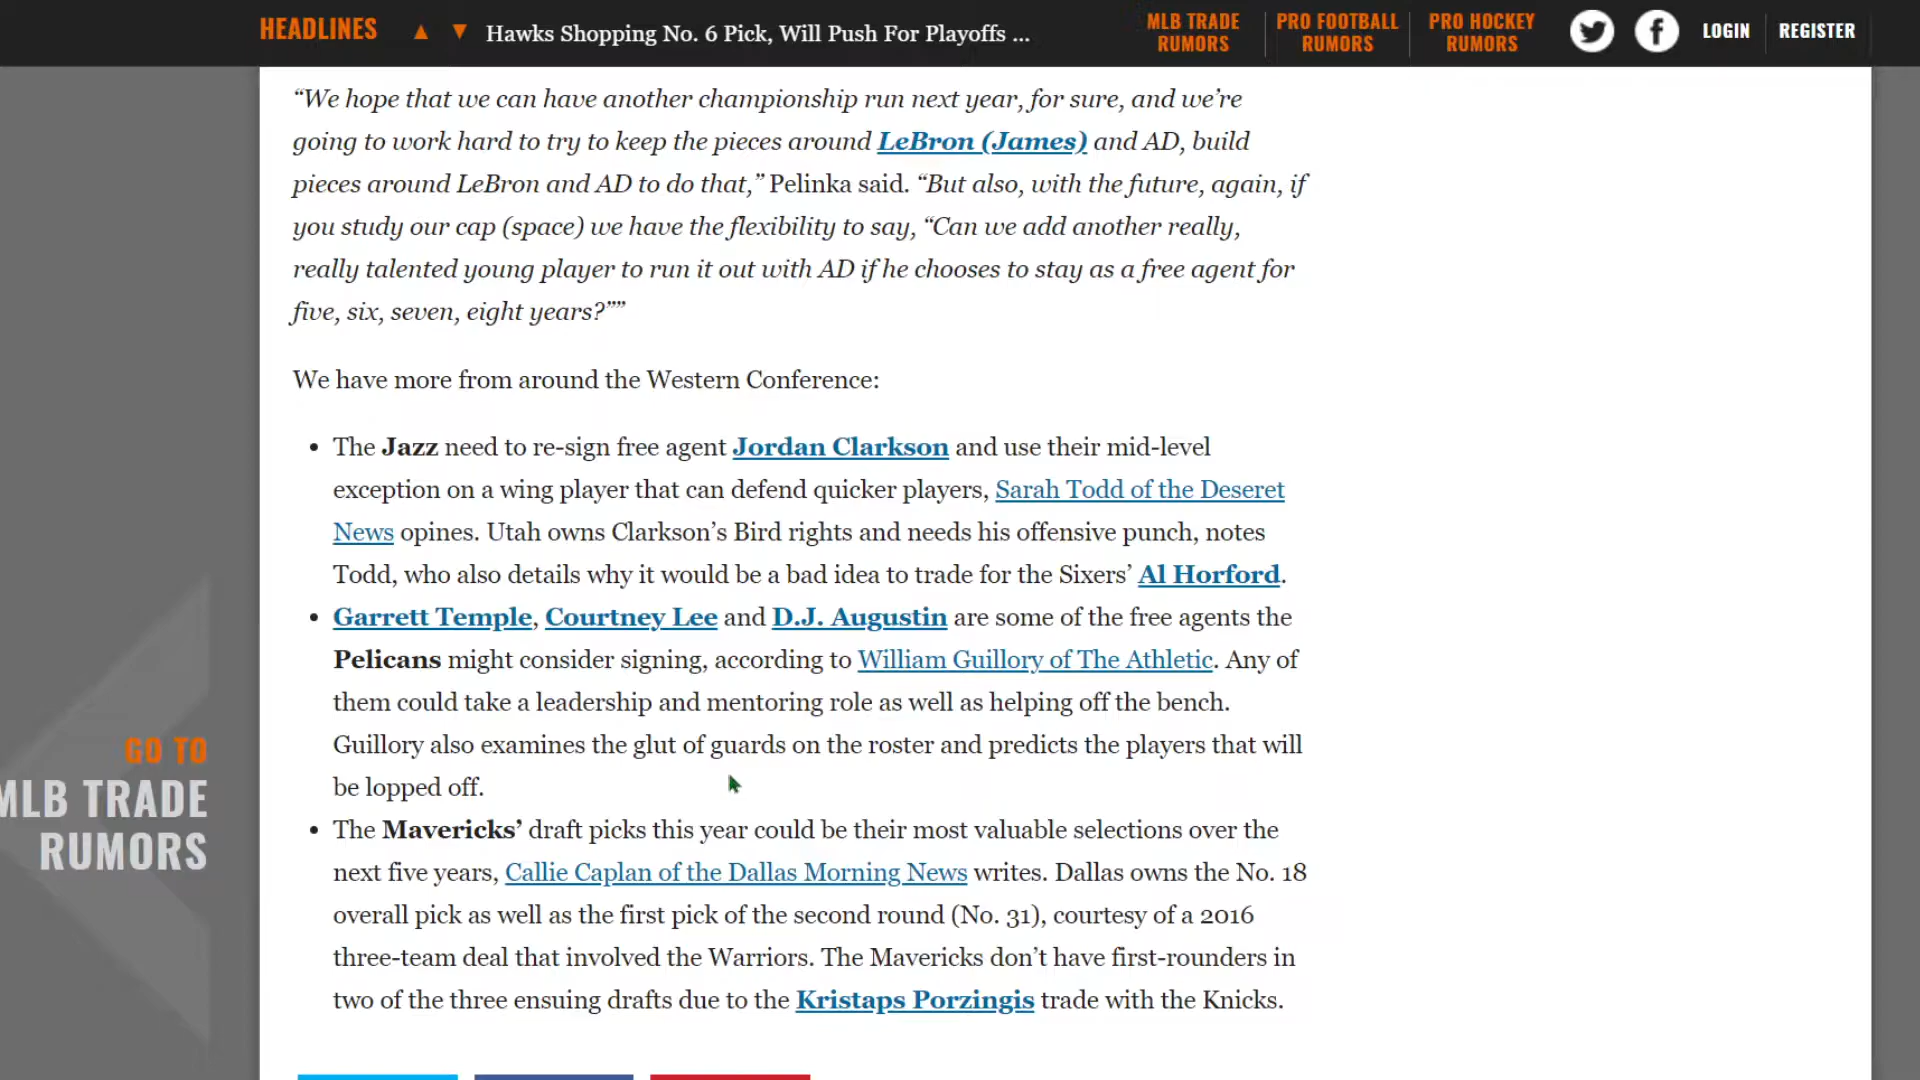 HEADLINES ▲ ▼ Hawks Shopping No. 6 Pick, Will Push For Playoffs ...
MLB TRADE RUMORS
PRO FOOTBALL RUMORS
PRO HOCKEY RUMORS
LOGIN
REGISTER
“We hope that we can have another championship run next year, for sure, and we’re
going to work hard to try to keep the pieces around LeBron (James) and AD, build
pieces around LeBron and AD to do that,” Pelinka said. “But also, with the future, again, if
you study our cap (space) we have the flexibility to say, “Can we add another really,
really talented young player to run it out with AD if he chooses to stay as a free agent for
five, six, seven, eight years?””
We have more from around the Western Conference:
• The Jazz need to re-sign free agent Jordan Clarkson and use their mid-level
exception on a wing player that can defend quicker players, Sarah Todd of the Deseret
News opines. Utah owns Clarkson’s Bird rights and needs his offensive punch, notes
Todd, who also details why it would be a bad idea to trade for the Sixers’ Al Horford.
• Garrett Temple, Courtney Lee and D.J. Augustin are some of the free agents the
Pelicans might consider signing, according to William Guillory of The Athletic. Any of
them could take a leadership and mentoring role as well as helping off the bench.
Guillory also examines the glut of guards on the roster and predicts the players that will
be lopped off.
• The Mavericks’ draft picks this year could be their most valuable selections over the
next five years, Callie Caplan of the Dallas Morning News writes. Dallas owns the No. 18
overall pick as well as the first pick of the second round (No. 31), courtesy of a 2016
three-team deal that involved the Warriors. The Mavericks don’t have first-rounders in
two of the three ensuing drafts due to the Kristaps Porzingis trade with the Knicks.
GO TO
MLB TRADE
RUMORS